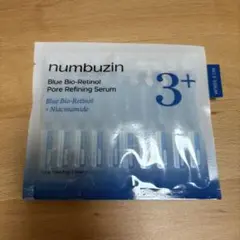 numbuzin
Blue Bio-Retinol
Pore Refining Serum
3+
Blue Bio-Retinol
+ Niacinamide